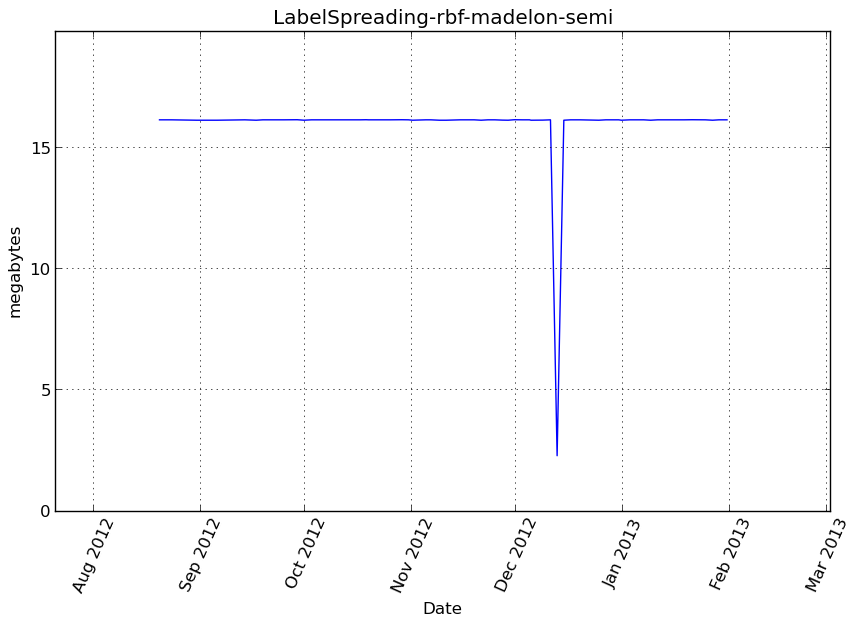 LabelSpreading-rbf-madelon-semi
megabytes
15
10
5
0
Aug 2012
Sep 2012
Oct 2012
Nov 2012
Dec 2012
Jan 2013
Feb 2013
Mar 2013
Date